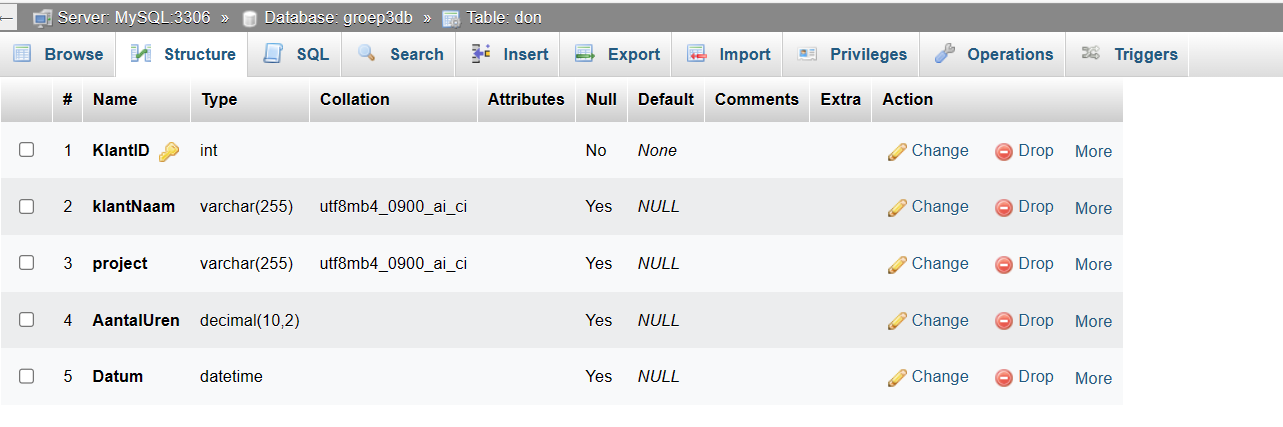 Server: MySQL:3306 » Database: groep3db » Table: don
Browse Structure SQL Search Insert Export Import Privileges Operations Triggers
# Name Type Collation Attributes Null Default Comments Extra Action
1 KlantID int No None Change Drop More
2 klantNaam varchar(255) utf8mb4_0900_ai_ci Yes NULL Change Drop More
3 project varchar(255) utf8mb4_0900_ai_ci Yes NULL Change Drop More
4 AantalUren decimal(10,2) Yes NULL Change Drop More
5 Datum datetime Yes NULL Change Drop More